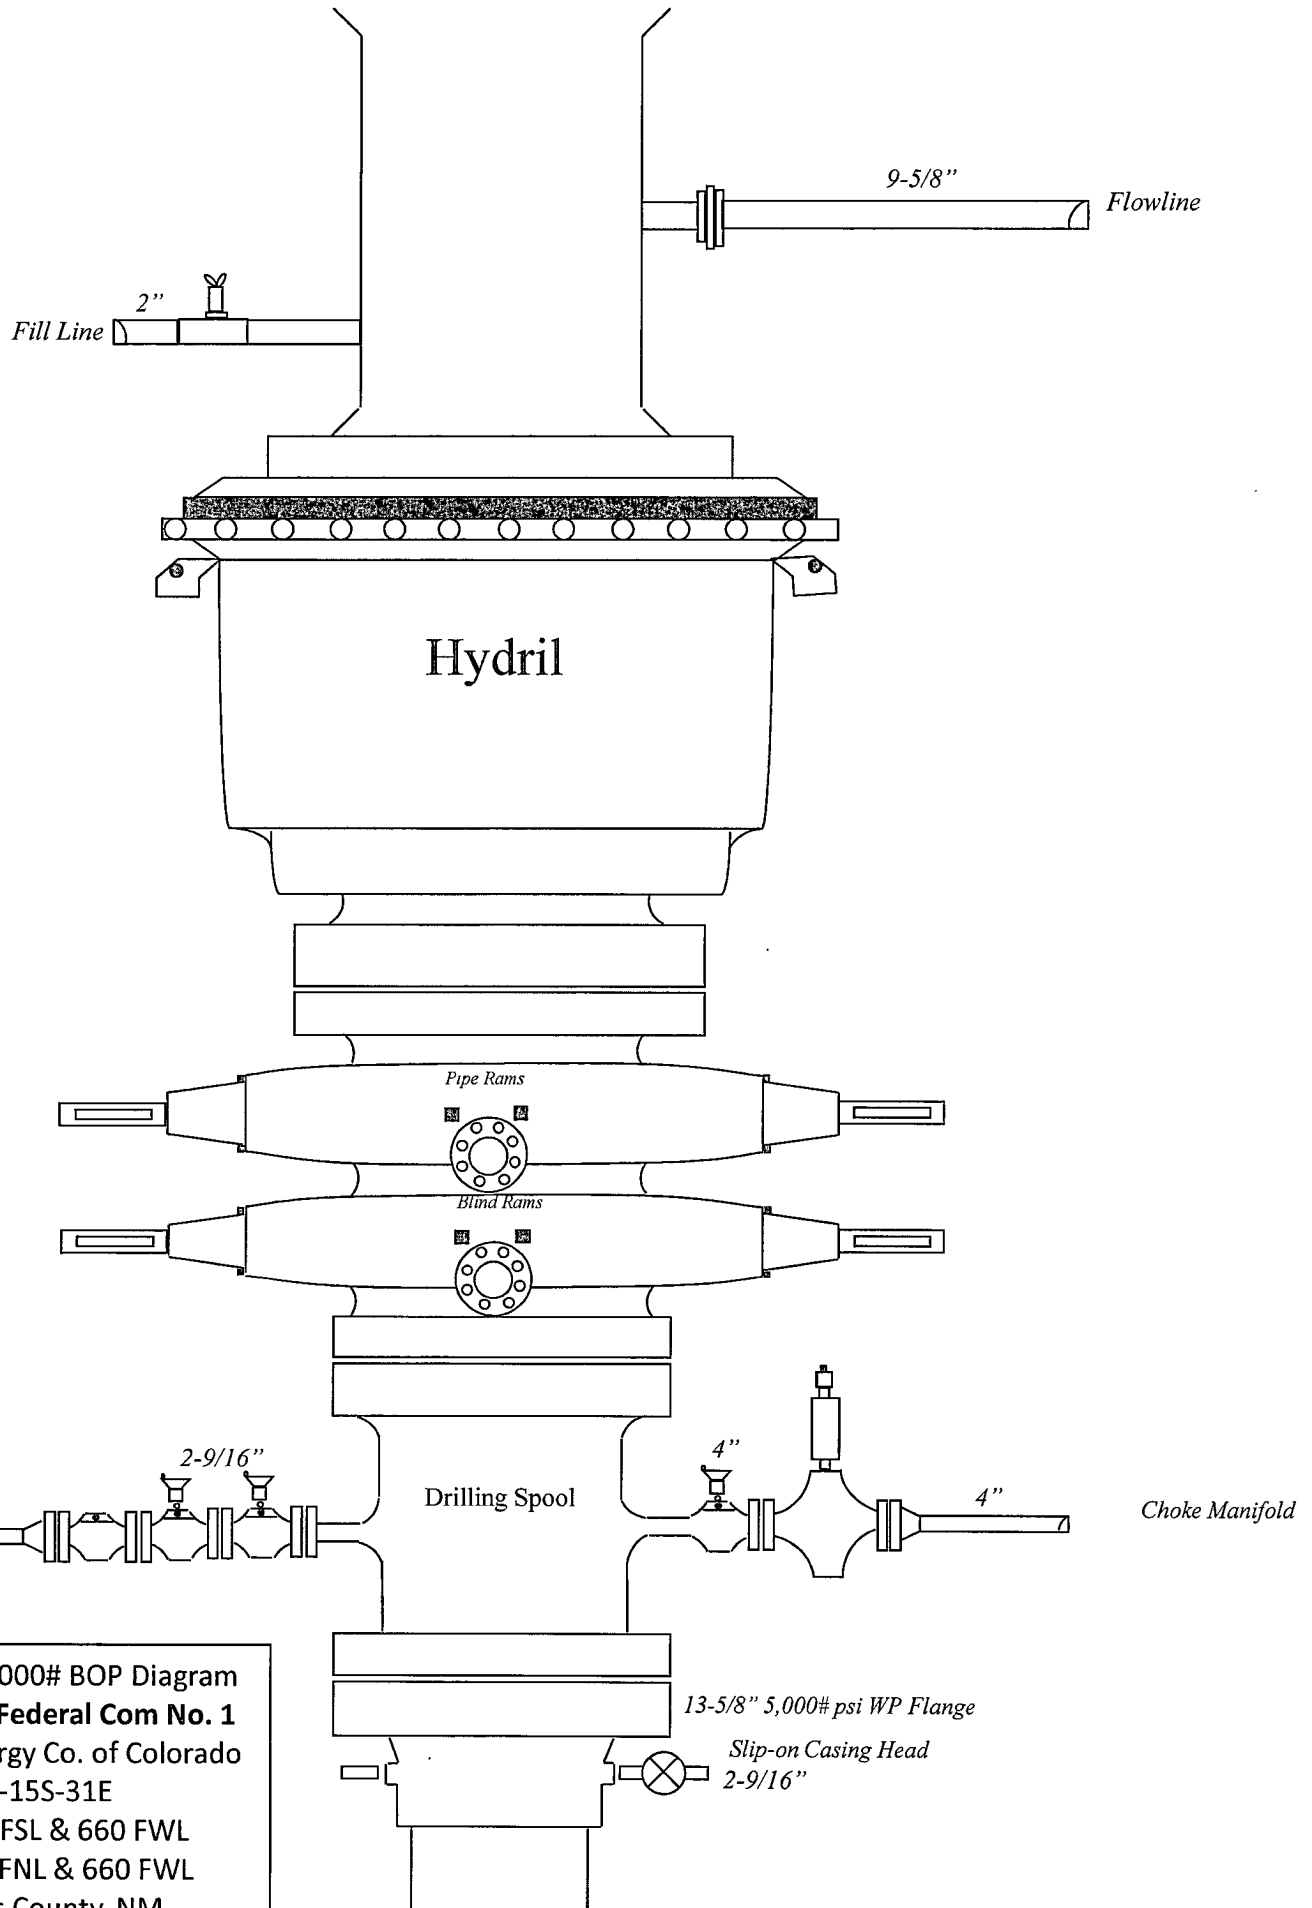 9-5/8”
Flowline
2”
Fill Line
Hydril
Pipe Rams
Blind Rams
2-9/16”
4”
Drilling Spool
4”
Choke Manifold
000# BOP Diagram
Federal Com No. 1
rgy Co. of Colorado
-15S-31E
FSL & 660 FWL
FNL & 660 FWL
County, NM
13-5/8” 5,000# psi WP Flange
Slip-on Casing Head
2-9/16”